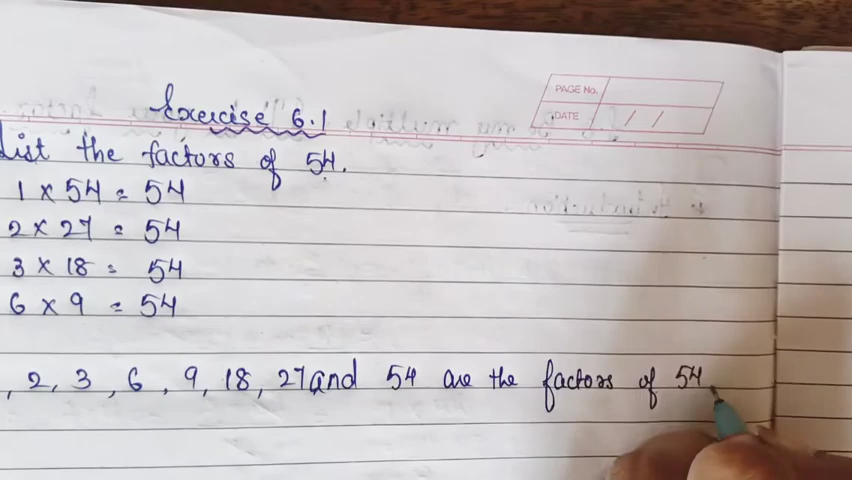 Exercise 6.1
PAGE No.
DATE / /
List the factors of 54.
1 × 54 = 54
2 × 27 = 54
3 × 18 = 54
6 × 9 = 54
, 2, 3, 6, 9, 18, 27 and 54 are the factors of 54